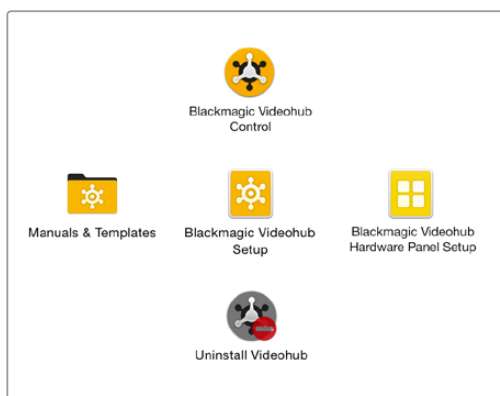 Blackmagic Videohub
Control
Manuals & Templates
Blackmagic Videohub
Setup
Blackmagic Videohub
Hardware Panel Setup
Uninstall Videohub